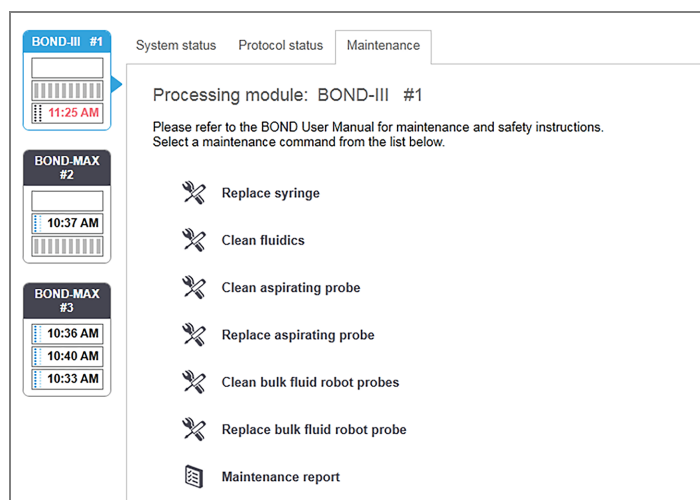 BOND-III #1
11:25 AM
BOND-MAX
#2
10:37 AM
BOND-MAX
#3
10:36 AM
10:40 AM
10:33 AM
System status
Protocol status
Maintenance
Processing module: BOND-III #1
Please refer to the BOND User Manual for maintenance and safety instructions.
Select a maintenance command from the list below.
Replace syringe
Clean fluidics
Clean aspirating probe
Replace aspirating probe
Clean bulk fluid robot probes
Replace bulk fluid robot probe
Maintenance report